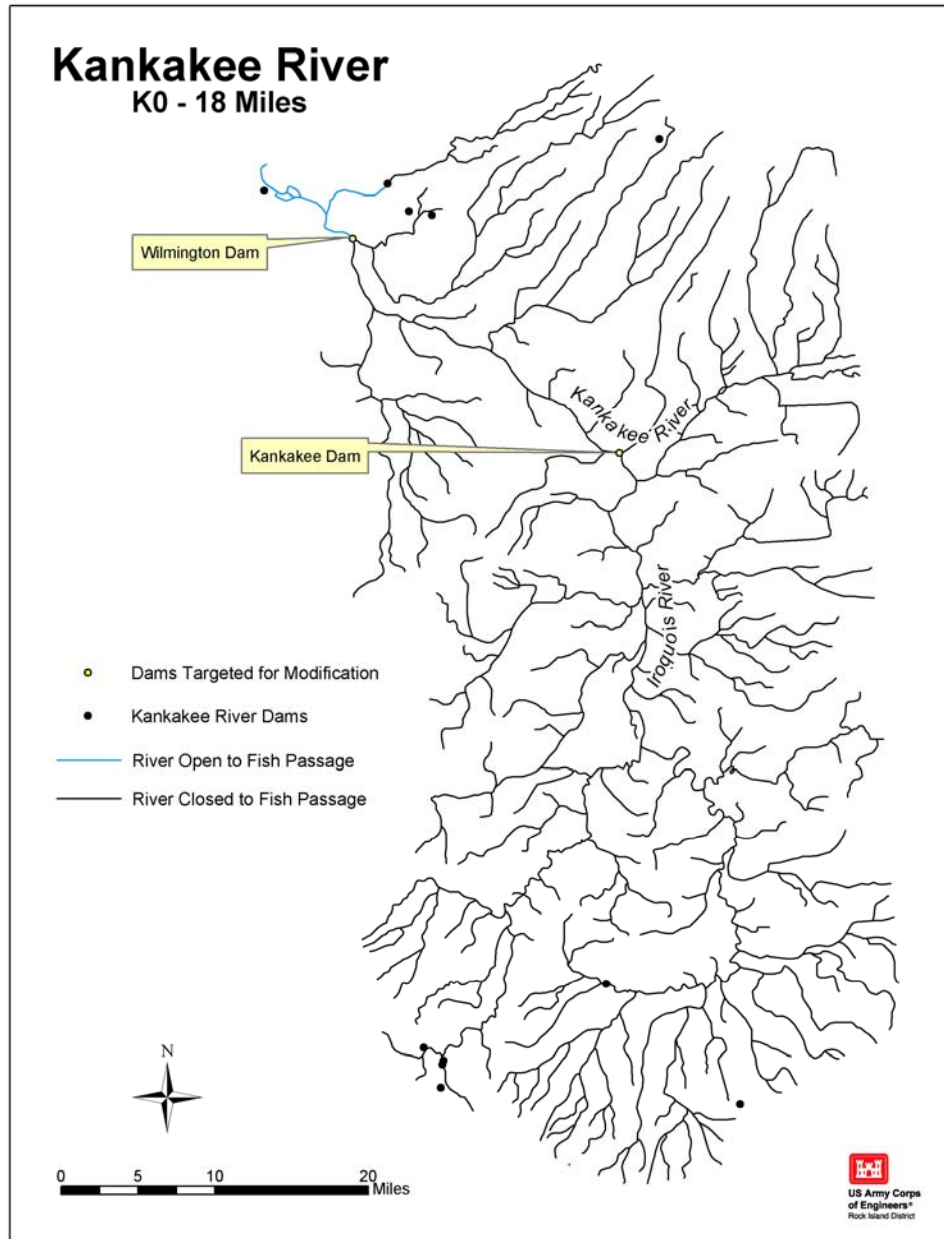 Kankakee River
K0 - 18 Miles
Wilmington Dam
Kankakee River
Kankakee Dam
Iroquois River
Dams Targeted for Modification
Kankakee River Dams
River Open to Fish Passage
River Closed to Fish Passage
N
0 5 10 20
Miles
US Army Corps
of Engineers®
Rock Island District